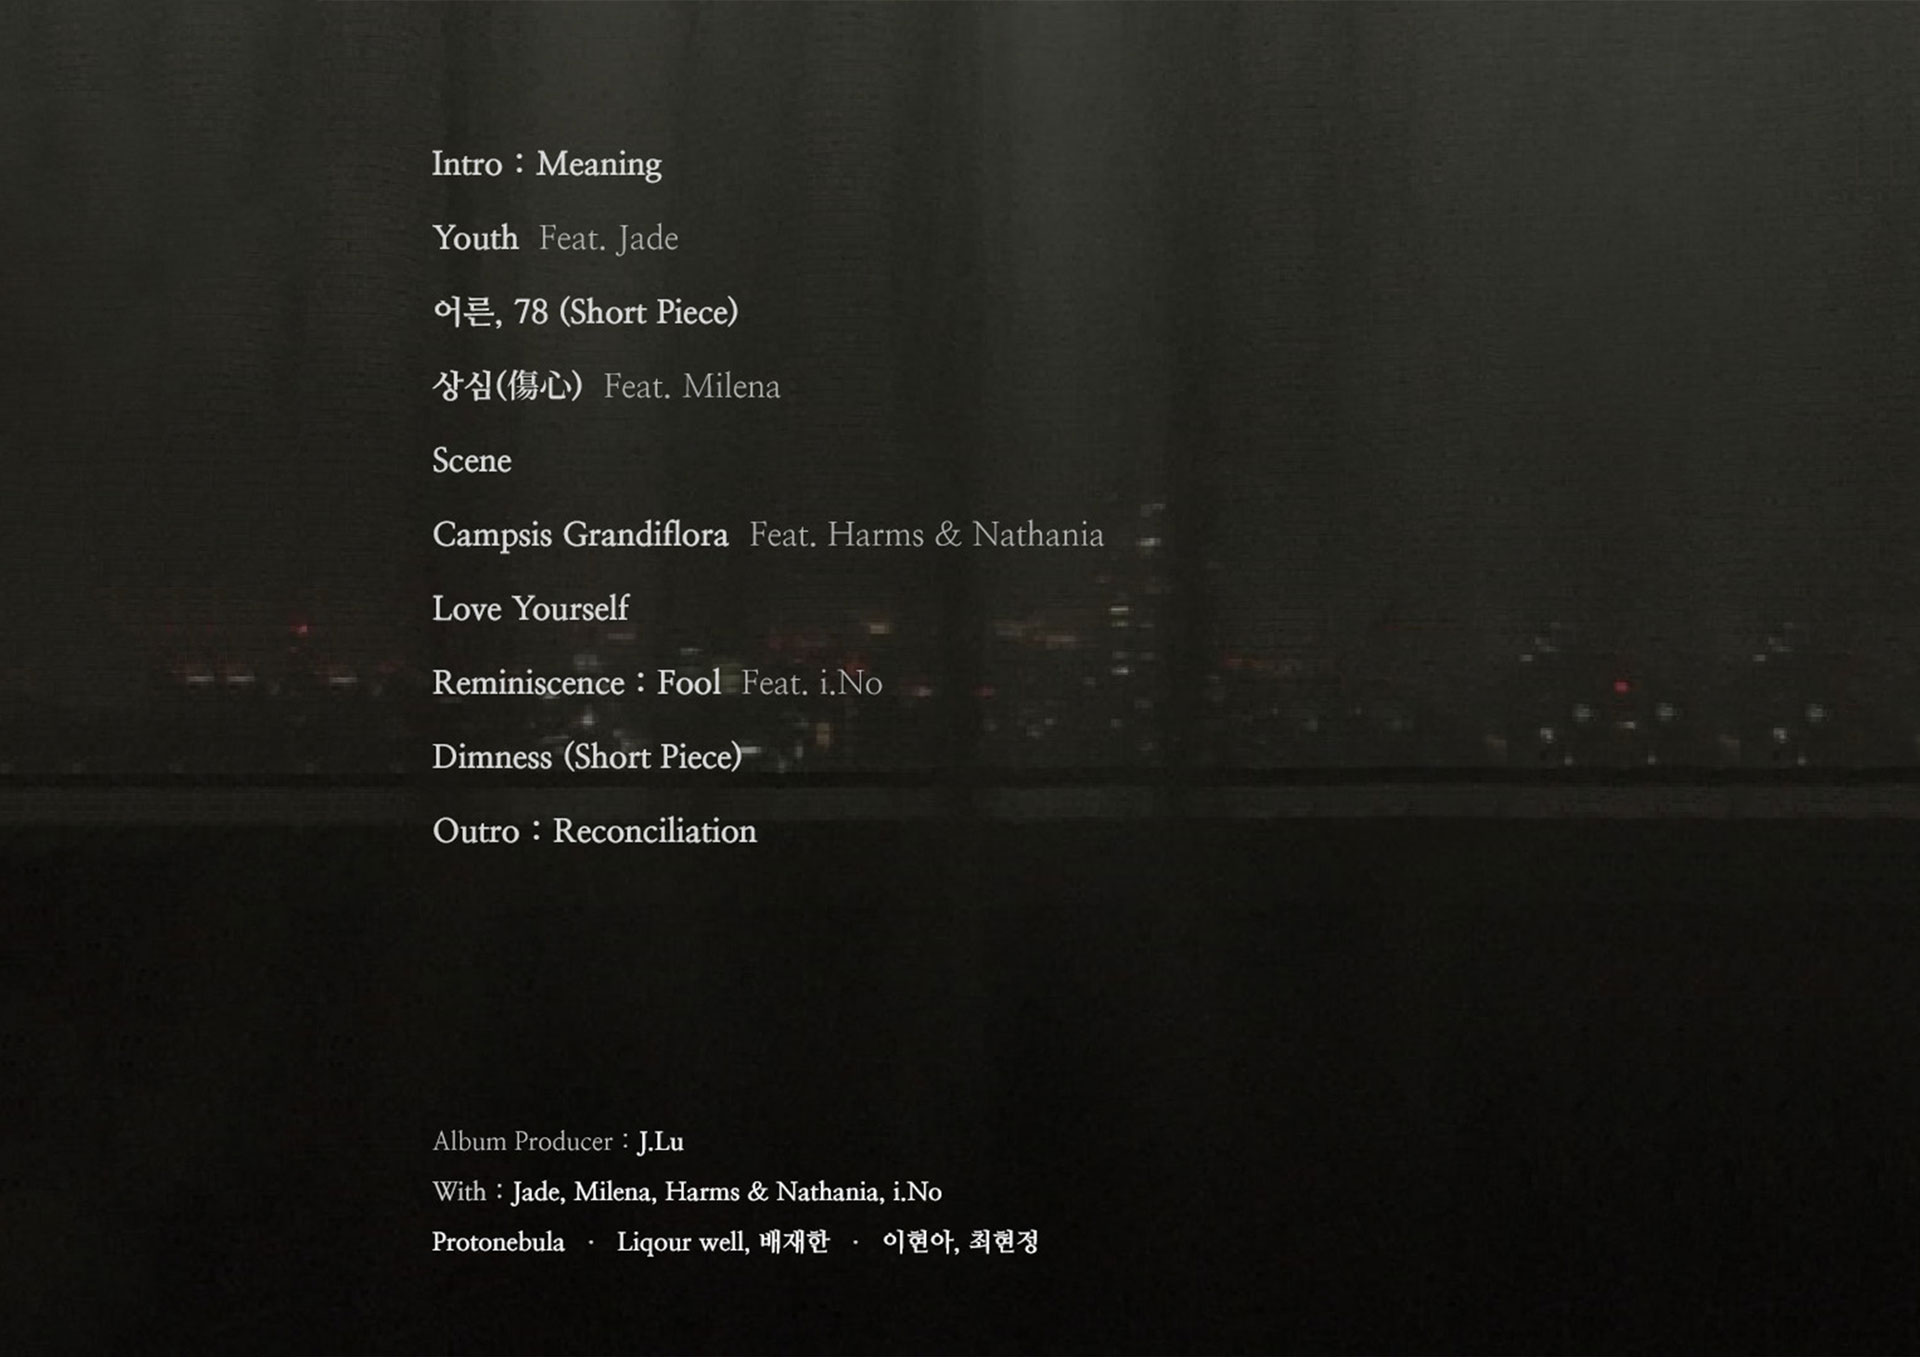 Intro : Meaning
Youth Feat. Jade
어른, 78 (Short Piece)
상심(傷心) Feat. Milena
Scene
Campsis Grandiflora Feat. Harms & Nathania
Love Yourself
Reminiscence : Fool Feat. i.No
Dimness (Short Piece)
Outro : Reconciliation
Album Producer : J.Lu
With : Jade, Milena, Harms & Nathania, i.No
Protonebula · Liqour well, 배재한 · 이현아, 최현정